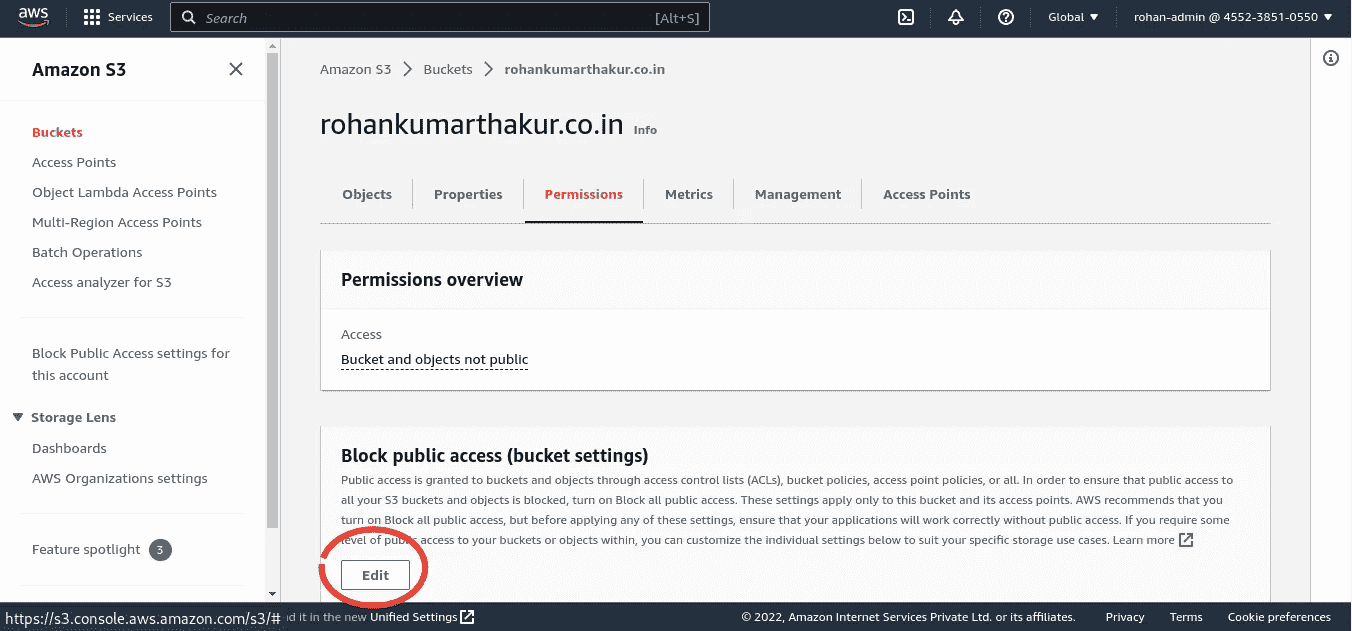 aws
Services
Search
[Alt+S]
Global
rohan-admin @ 4552-3851-0550
Amazon S3
Buckets
Access Points
Object Lambda Access Points
Multi-Region Access Points
Batch Operations
Access analyzer for S3
Block Public Access settings for
this account
Storage Lens
Dashboards
AWS Organizations settings
Feature spotlight 3
Amazon S3 > Buckets > rohankumarthakur.co.in
rohankumarthakur.co.in Info
Objects
Properties
Permissions
Metrics
Management
Access Points
Permissions overview
Access
Bucket and objects not public
Block public access (bucket settings)
Public access is granted to buckets and objects through access control lists (ACLs), bucket policies, access point policies, or all. In order to ensure that public access to
all your S3 buckets and objects is blocked, turn on Block all public access. These settings apply only to this bucket and its access points. AWS recommends that you
turn on Block all public access, but before applying any of these settings, ensure that your applications will work correctly without public access. If you require some
level of public access to your buckets or objects within, you can customize the individual settings below to suit your specific storage use cases. Learn more
Edit
https://s3.console.aws.amazon.com/s3/#
d it in the new Unified Settings
© 2022, Amazon Internet Services Private Ltd. or its affiliates.
Privacy
Terms
Cookie preferences